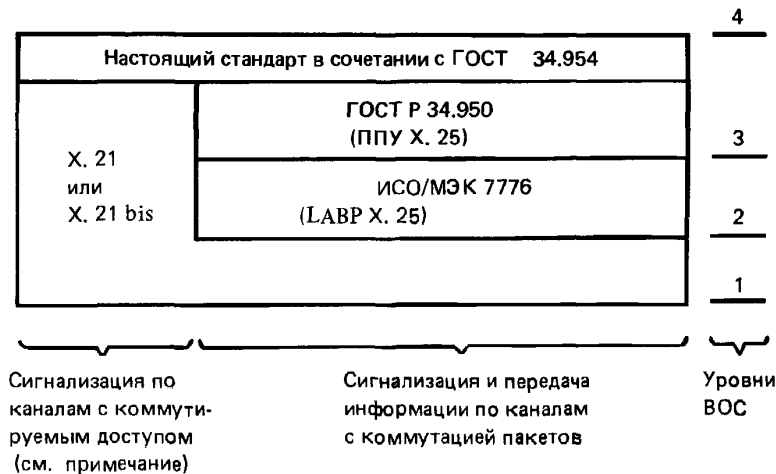 4
Настоящий стандарт в сочетании с ГОСТ 34.954
ГОСТ Р 34.950
(ППУ X. 25)
3
X. 21
или
X. 21 bis
ИСО/МЭК 7776
(LABP X. 25)
2
1
Сигнализация по
каналам с коммути-
руемым доступом
(см. примечание)
Сигнализация и передача
информации по каналам
с коммутацией пакетов
Уровни
ВОС